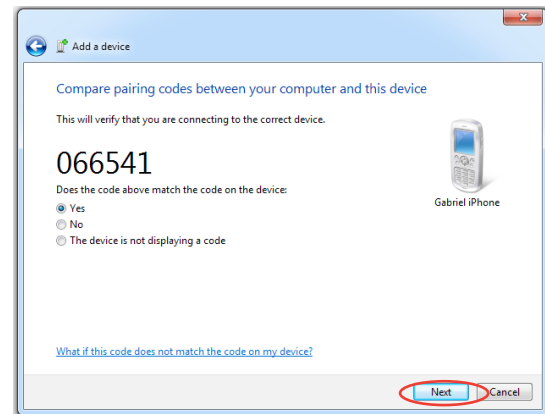 Add a device
Compare pairing codes between your computer and this device
This will verify that you are connecting to the correct device.
066541
Does the code above match the code on the device:
Yes
No
The device is not displaying a code
Gabriel iPhone
What if this code does not match the code on my device?
Next Cancel